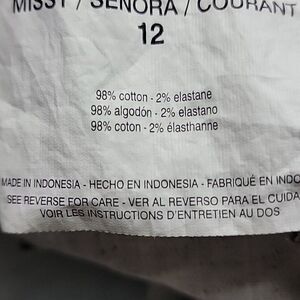 MISSY / SEÑORA / COURANT
12
98% cotton - 2% elastane
98% algodón - 2% elastano
98% coton - 2% élasthanne
MADE IN INDONESIA - HECHO EN INDONESIA - FABRIQUÉ EN INDO
SEE REVERSE FOR CARE - VER AL REVERSO PARA EL CUIDA
VOIR LES INSTRUCTIONS D'ENTRETIEN AU DOS